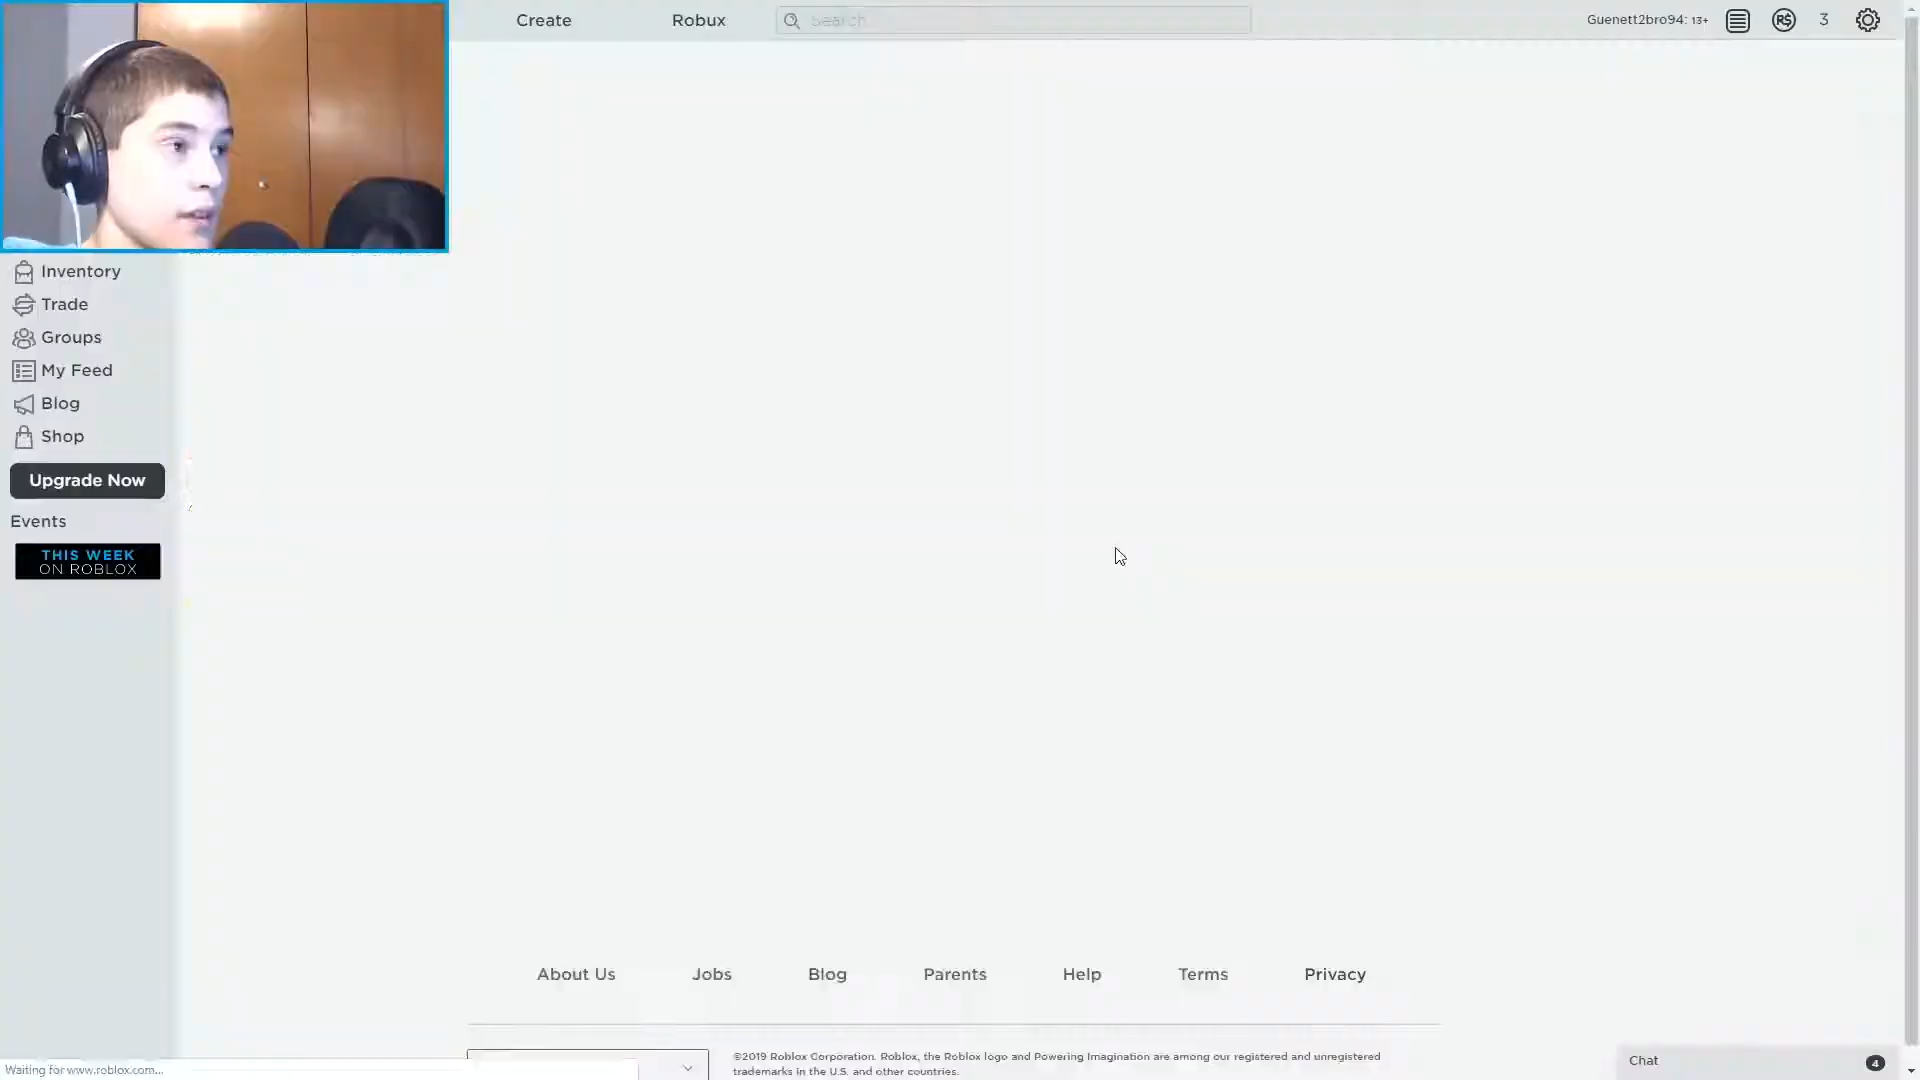 Create
Robux
Search
Guenett2bro94: 13+
3
Inventory
Trade
Groups
My Feed
Blog
Shop
Upgrade Now
Events
THIS WEEK
ON ROBLOX
About Us
Jobs
Blog
Parents
Help
Terms
Privacy
©2019 Roblox Corporation. Roblox, the Roblox logo and Powering Imagination are among our registered and unregistered
trademarks in the U.S. and other countries.
Waiting for www.roblox.com...
Chat
4